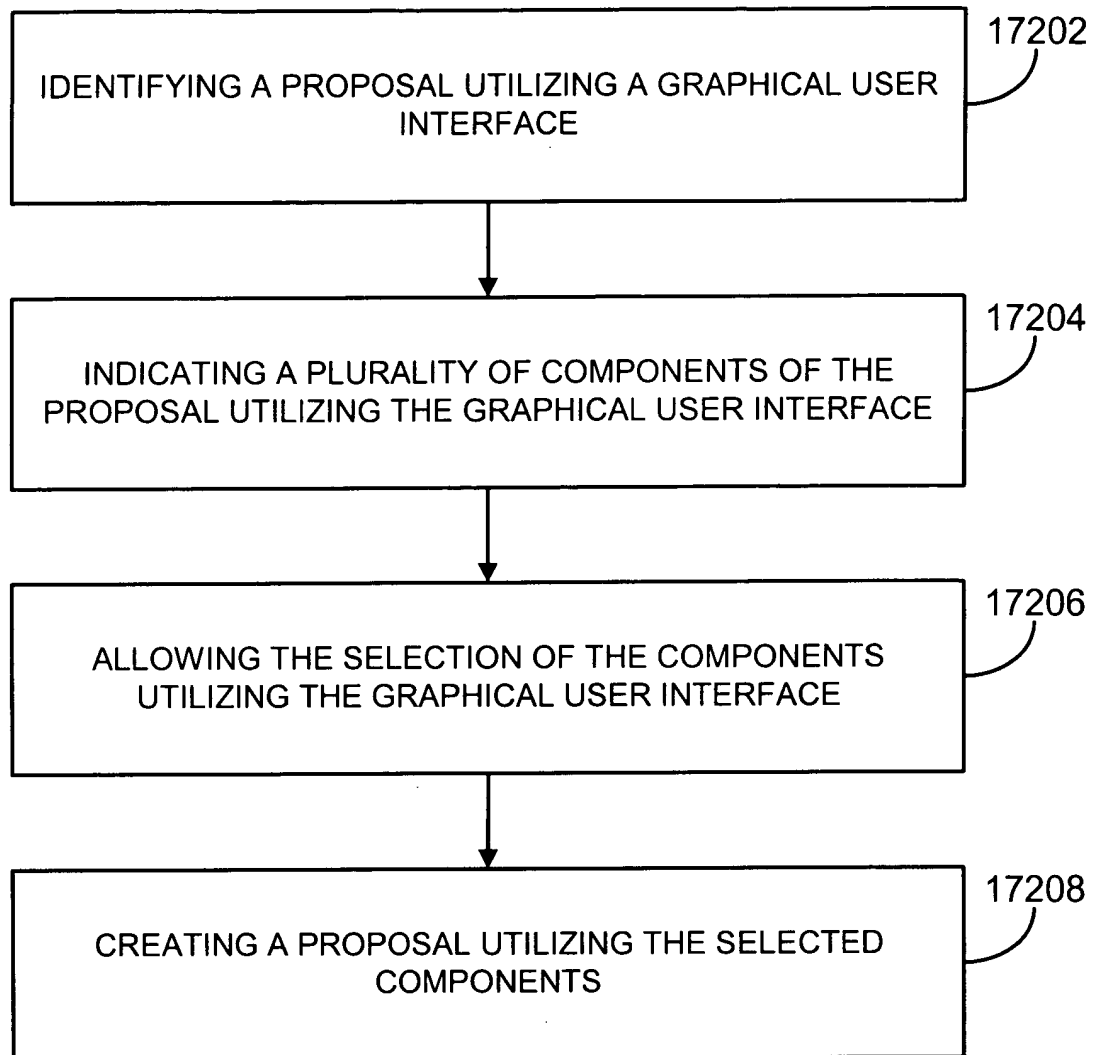 17202
IDENTIFYING A PROPOSAL UTILIZING A GRAPHICAL USER
INTERFACE
17204
INDICATING A PLURALITY OF COMPONENTS OF THE
PROPOSAL UTILIZING THE GRAPHICAL USER INTERFACE
17206
ALLOWING THE SELECTION OF THE COMPONENTS
UTILIZING THE GRAPHICAL USER INTERFACE
17208
CREATING A PROPOSAL UTILIZING THE SELECTED
COMPONENTS